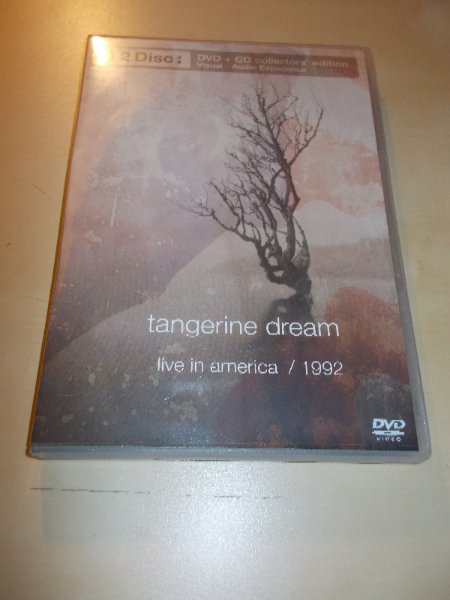 2 Disc:
DVD + CD collectors' edition
Visual - Audio Experience
tangerine dream
live in america / 1992
DVD
VIDEO